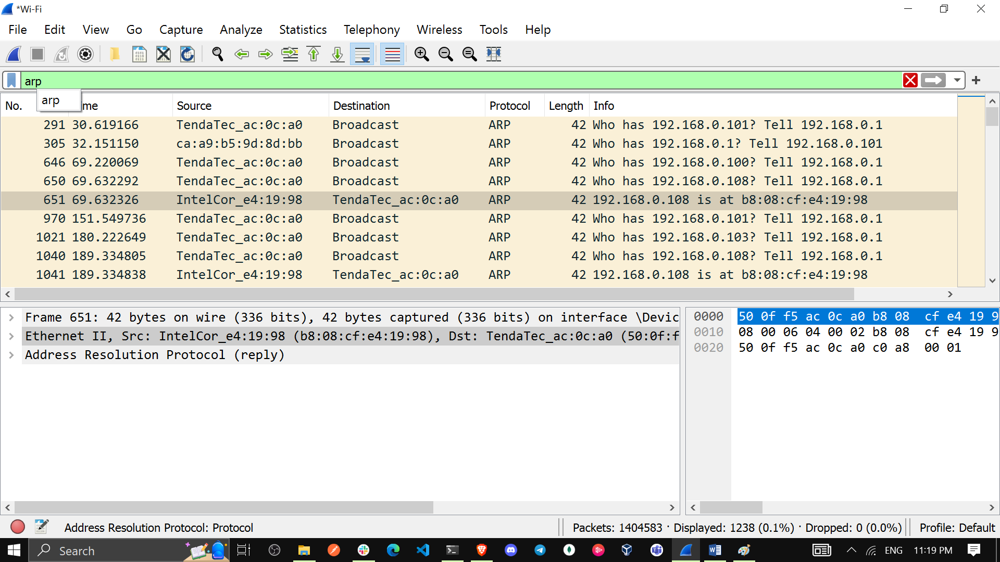 *Wi-Fi
File Edit View Go Capture Analyze Statistics Telephony Wireless Tools Help
arp
arp
No. Source Destination Protocol Length Info
291 30.619166 TendaTec_ac:0c:a0 Broadcast ARP 42 Who has 192.168.0.101? Tell 192.168.0.1
305 32.151150 ca:a9:b5:9d:8d:bb Broadcast ARP 42 Who has 192.168.0.1? Tell 192.168.0.101
646 69.220069 TendaTec_ac:0c:a0 Broadcast ARP 42 Who has 192.168.0.100? Tell 192.168.0.1
650 69.632292 TendaTec_ac:0c:a0 Broadcast ARP 42 Who has 192.168.0.108? Tell 192.168.0.1
651 69.632326 IntelCor_e4:19:98 TendaTec_ac:0c:a0 ARP 42 192.168.0.108 is at b8:08:cf:e4:19:98
970 151.549736 TendaTec_ac:0c:a0 Broadcast ARP 42 Who has 192.168.0.101? Tell 192.168.0.1
1021 180.222649 TendaTec_ac:0c:a0 Broadcast ARP 42 Who has 192.168.0.103? Tell 192.168.0.1
1040 189.334805 TendaTec_ac:0c:a0 Broadcast ARP 42 Who has 192.168.0.108? Tell 192.168.0.1
1041 189.334838 IntelCor_e4:19:98 TendaTec_ac:0c:a0 ARP 42 192.168.0.108 is at b8:08:cf:e4:19:98
Frame 651: 42 bytes on wire (336 bits), 42 bytes captured (336 bits) on interface \Devic
Ethernet II, Src: IntelCor_e4:19:98 (b8:08:cf:e4:19:98), Dst: TendaTec_ac:0c:a0 (50:0f:f
Address Resolution Protocol (reply)
0000 50 0f f5 ac 0c a0 b8 08 cf e4 19 9
0010 08 00 06 04 00 02 b8 08 cf e4 19 9
0020 50 0f f5 ac 0c a0 c0 a8 00 01
Address Resolution Protocol: Protocol
Packets: 1404583 · Displayed: 1238 (0.1%) · Dropped: 0 (0.0%)
Profile: Default
Search
ENG 11:19 PM